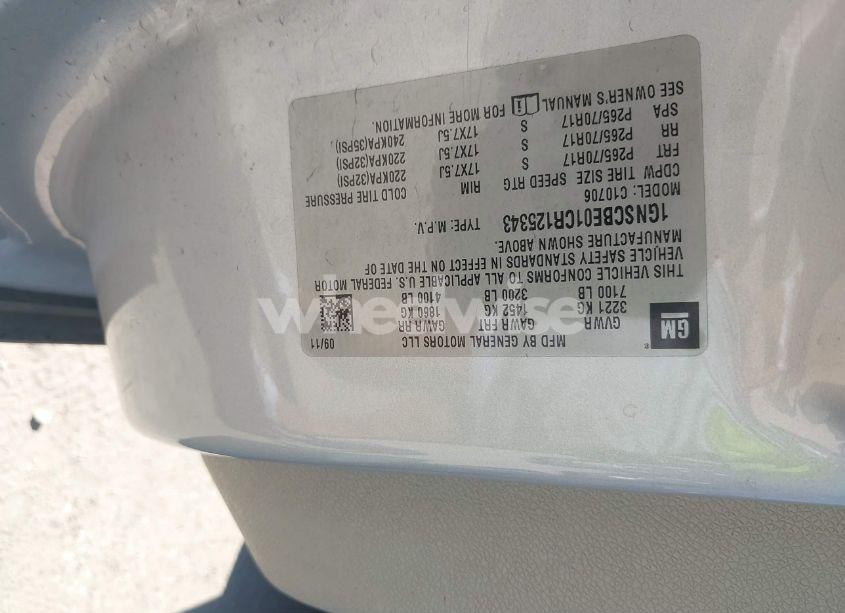 GM
MFD BY GENERAL MOTORS LLC 09/11
GVWR GAWR FRT GAWR RR
3221 KG 1452 KG 1860 KG
7100 LB 3200 LB 4100 LB
THIS VEHICLE CONFORMS TO ALL APPLICABLE U.S. FEDERAL MOTOR
VEHICLE SAFETY STANDARDS IN EFFECT ON THE DATE OF
MANUFACTURE SHOWN ABOVE.
1GNSCBE01CR125343 TYPE: M.P.V.
MODEL: C10706
CDPW TIRE SIZE SPEED RTG RIM COLD TIRE PRESSURE
FRT P265/70R17 S 17X7.5J 220KPA(32PSI)
RR P265/70R17 S 17X7.5J 220KPA(32PSI)
SPA P265/70R17 S 17X7.5J 240KPA(35PSI)
SEE OWNER'S MANUAL FOR MORE INFORMATION.
wheelwise